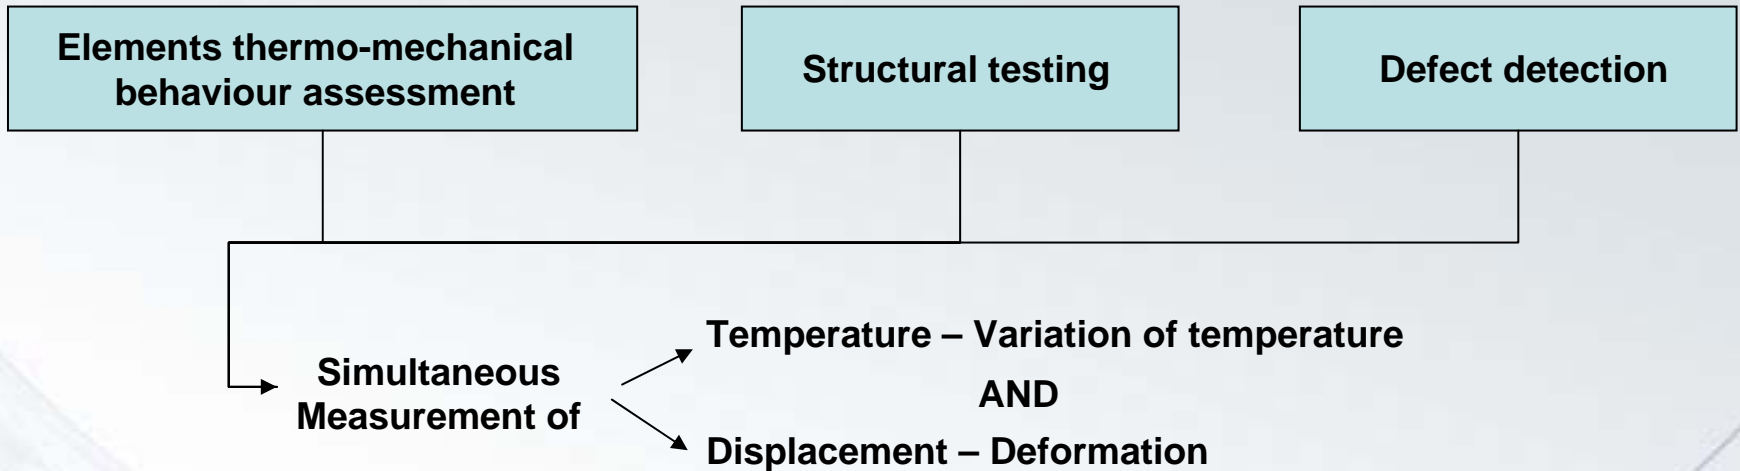 Elements thermo-mechanical
behaviour assessment
Structural testing
Defect detection
Simultaneous
Measurement of
Temperature – Variation of temperature
AND
Displacement – Deformation